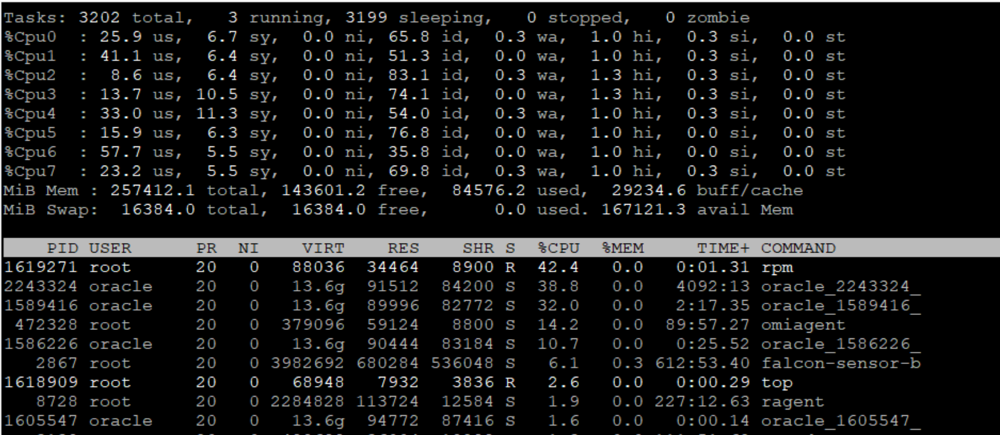 Tasks: 3202 total,   3 running, 3199 sleeping,   0 stopped,   0 zombie
%Cpu0  : 25.9 us,  6.7 sy,  0.0 ni, 65.8 id,  0.3 wa,  1.0 hi,  0.3 si,  0.0 st
%Cpu1  : 41.1 us,  6.4 sy,  0.0 ni, 51.3 id,  0.0 wa,  1.0 hi,  0.3 si,  0.0 st
%Cpu2  :  8.6 us,  6.4 sy,  0.0 ni, 83.1 id,  0.3 wa,  1.3 hi,  0.3 si,  0.0 st
%Cpu3  : 13.7 us, 10.5 sy,  0.0 ni, 74.1 id,  0.0 wa,  1.3 hi,  0.3 si,  0.0 st
%Cpu4  : 33.0 us, 11.3 sy,  0.0 ni, 54.0 id,  0.3 wa,  1.0 hi,  0.3 si,  0.0 st
%Cpu5  : 15.9 us,  6.3 sy,  0.0 ni, 76.8 id,  0.0 wa,  1.0 hi,  0.0 si,  0.0 st
%Cpu6  : 57.7 us,  5.5 sy,  0.0 ni, 35.8 id,  0.0 wa,  1.0 hi,  0.0 si,  0.0 st
%Cpu7  : 23.2 us,  5.5 sy,  0.0 ni, 69.8 id,  0.3 wa,  1.0 hi,  0.3 si,  0.0 st
MiB Mem : 257412.1 total, 143601.2 free,  84576.2 used,  29234.6 buff/cache
MiB Swap:  16384.0 total,  16384.0 free,      0.0 used. 167121.3 avail Mem
    PID USER      PR  NI    VIRT    RES    SHR S  %CPU  %MEM     TIME+ COMMAND
1619271 root      20   0   88036  34464   8900 R  42.4   0.0   0:01.31 rpm
2243324 oracle    20   0   13.6g  91512  84200 S  38.8   0.0   4092:13 oracle_2243324_
1589416 oracle    20   0   13.6g  89996  82772 S  32.0   0.0   2:17.35 oracle_1589416_
 472328 root      20   0  379096  59124   8800 S  14.2   0.0  89:57.27 omiagent
1586226 oracle    20   0   13.6g  90444  83184 S  10.7   0.0   0:25.52 oracle_1586226_
   2867 root      20   0 3982692 680284 536048 S   6.1   0.3 612:53.40 falcon-sensor-b
1618909 root      20   0   68948   7932   3836 R   2.6   0.0   0:00.29 top
   8728 root      20   0 2284828 113724  12584 S   1.9   0.0 227:12.63 ragent
1605547 oracle    20   0   13.6g  94772  87416 S   1.6   0.0   0:00.14 oracle_1605547_